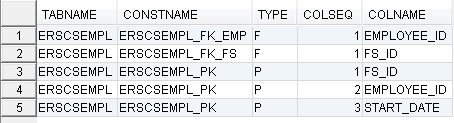 TABNAME CONSTNAME TYPE COLSEQ COLNAME
1 ERSCSEMPL ERSCSEMPL_FK_EMP F 1 EMPLOYEE_ID
2 ERSCSEMPL ERSCSEMPL_FK_FS F 1 FS_ID
3 ERSCSEMPL ERSCSEMPL_PK P 1 FS_ID
4 ERSCSEMPL ERSCSEMPL_PK P 2 EMPLOYEE_ID
5 ERSCSEMPL ERSCSEMPL_PK P 3 START_DATE